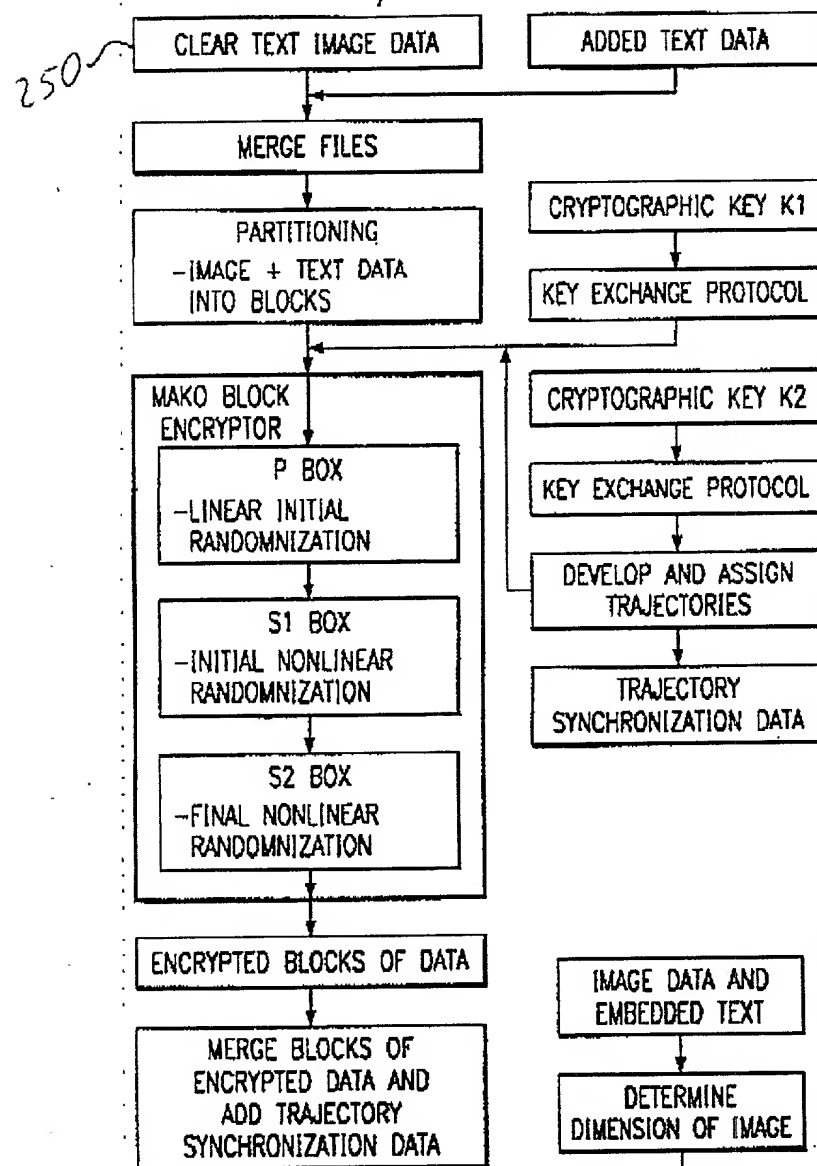 250
CLEAR TEXT IMAGE DATA
ADDED TEXT DATA
MERGE FILES
PARTITIONING
-IMAGE + TEXT DATA
INTO BLOCKS
CRYPTOGRAPHIC KEY K1
KEY EXCHANGE PROTOCOL
MAKO BLOCK
ENCRYPTOR
P BOX
-LINEAR INITIAL
RANDOMNIZATION
S1 BOX
-INITIAL NONLINEAR
RANDOMNIZATION
S2 BOX
-FINAL NONLINEAR
RANDOMNIZATION
CRYPTOGRAPHIC KEY K2
KEY EXCHANGE PROTOCOL
DEVELOP AND ASSIGN
TRAJECTORIES
TRAJECTORY
SYNCHRONIZATION DATA
ENCRYPTED BLOCKS OF DATA
MERGE BLOCKS OF
ENCRYPTED DATA AND
ADD TRAJECTORY
SYNCHRONIZATION DATA
IMAGE DATA AND
EMBEDDED TEXT
DETERMINE
DIMENSION OF IMAGE